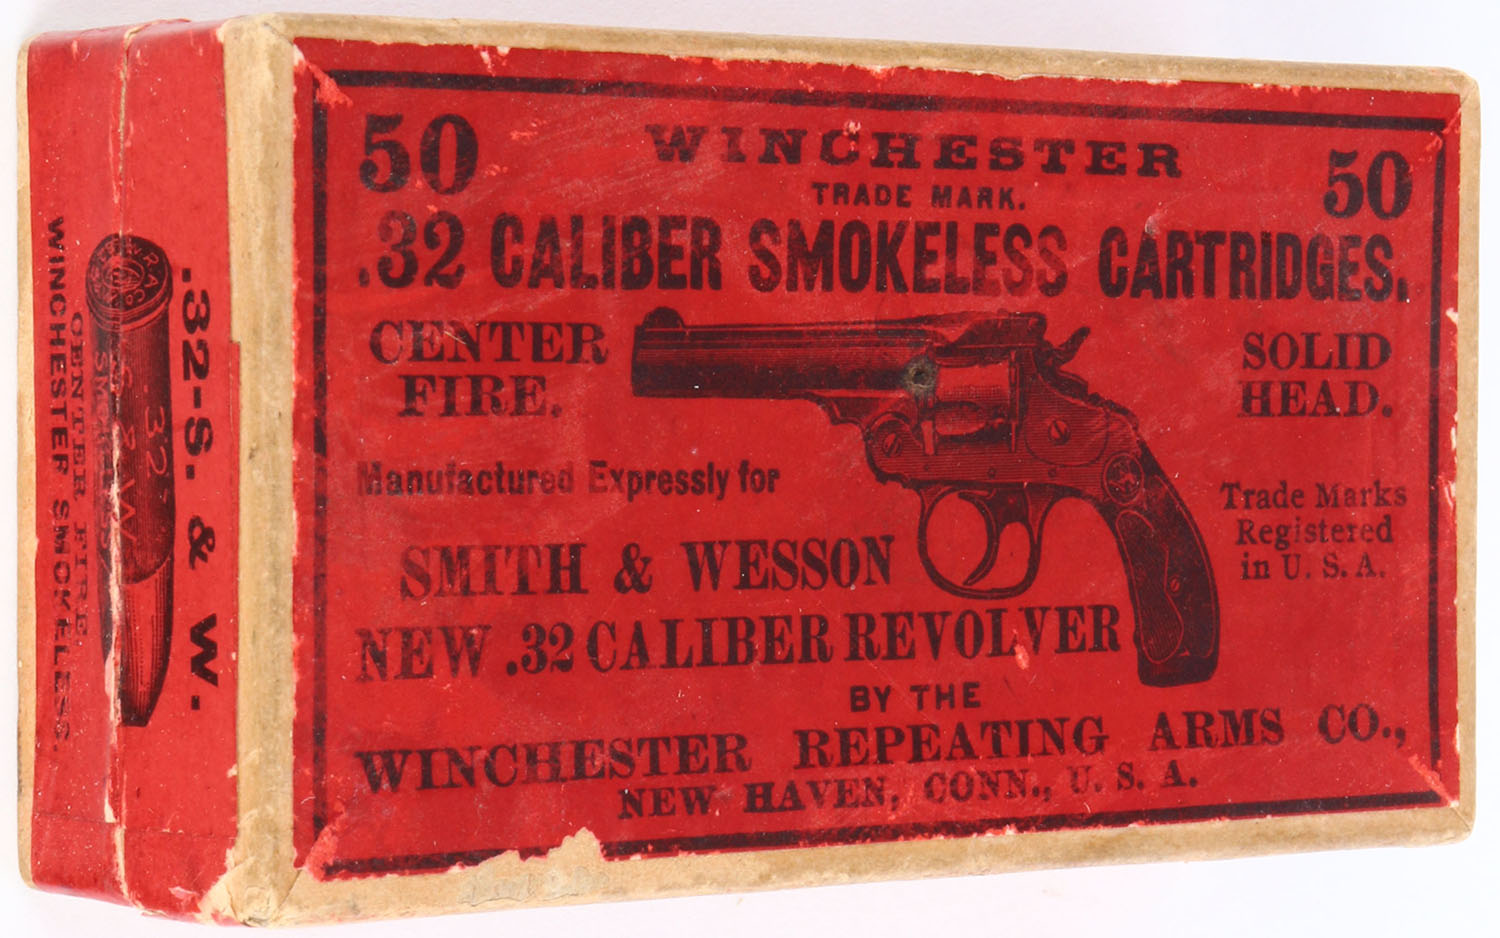 50 WINCHESTER 50
TRADE MARK.
.32 CALIBER SMOKELESS CARTRIDGES.
CENTER
FIRE.
SOLID
HEAD.
Manufactured Expressly for
SMITH & WESSON
NEW .32 CALIBER REVOLVER
Trade Marks
Registered
in U. S. A.
BY THE
WINCHESTER REPEATING ARMS CO.,
NEW HAVEN, CONN., U. S. A.
.32-S. & W.
.32
S & W
CENTER FIRE.
WINCHESTER SMOKELESS.